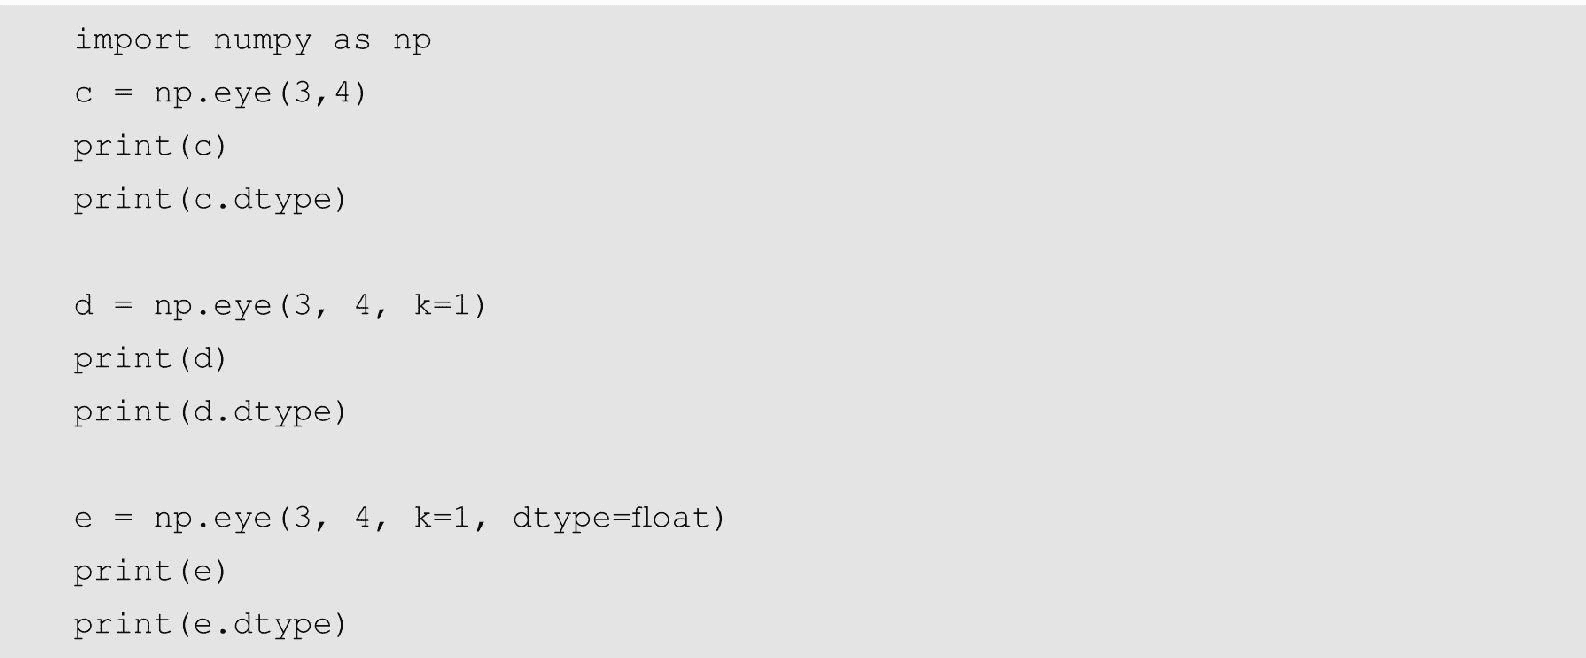 import numpy as np
c = np.eye(3,4)
print(c)
print(c.dtype)
d = np.eye(3, 4, k=1)
print(d)
print(d.dtype)
e = np.eye(3, 4, k=1, dtype=float)
print(e)
print(e.dtype)